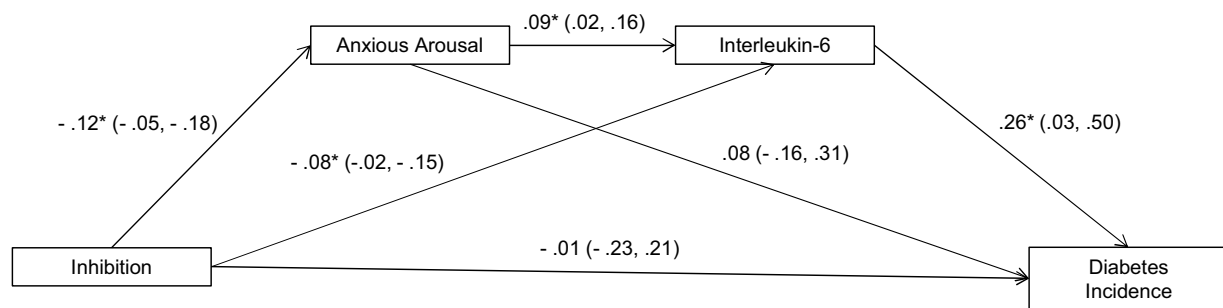 .09* (.02, .16)
Anxious Arousal
Interleukin-6
- .12* (- .05, - .18)
.26* (.03, .50)
- .08* (-.02, - .15)
.08 (- .16, .31)
- .01 (- .23, .21)
Inhibition
Diabetes
Incidence